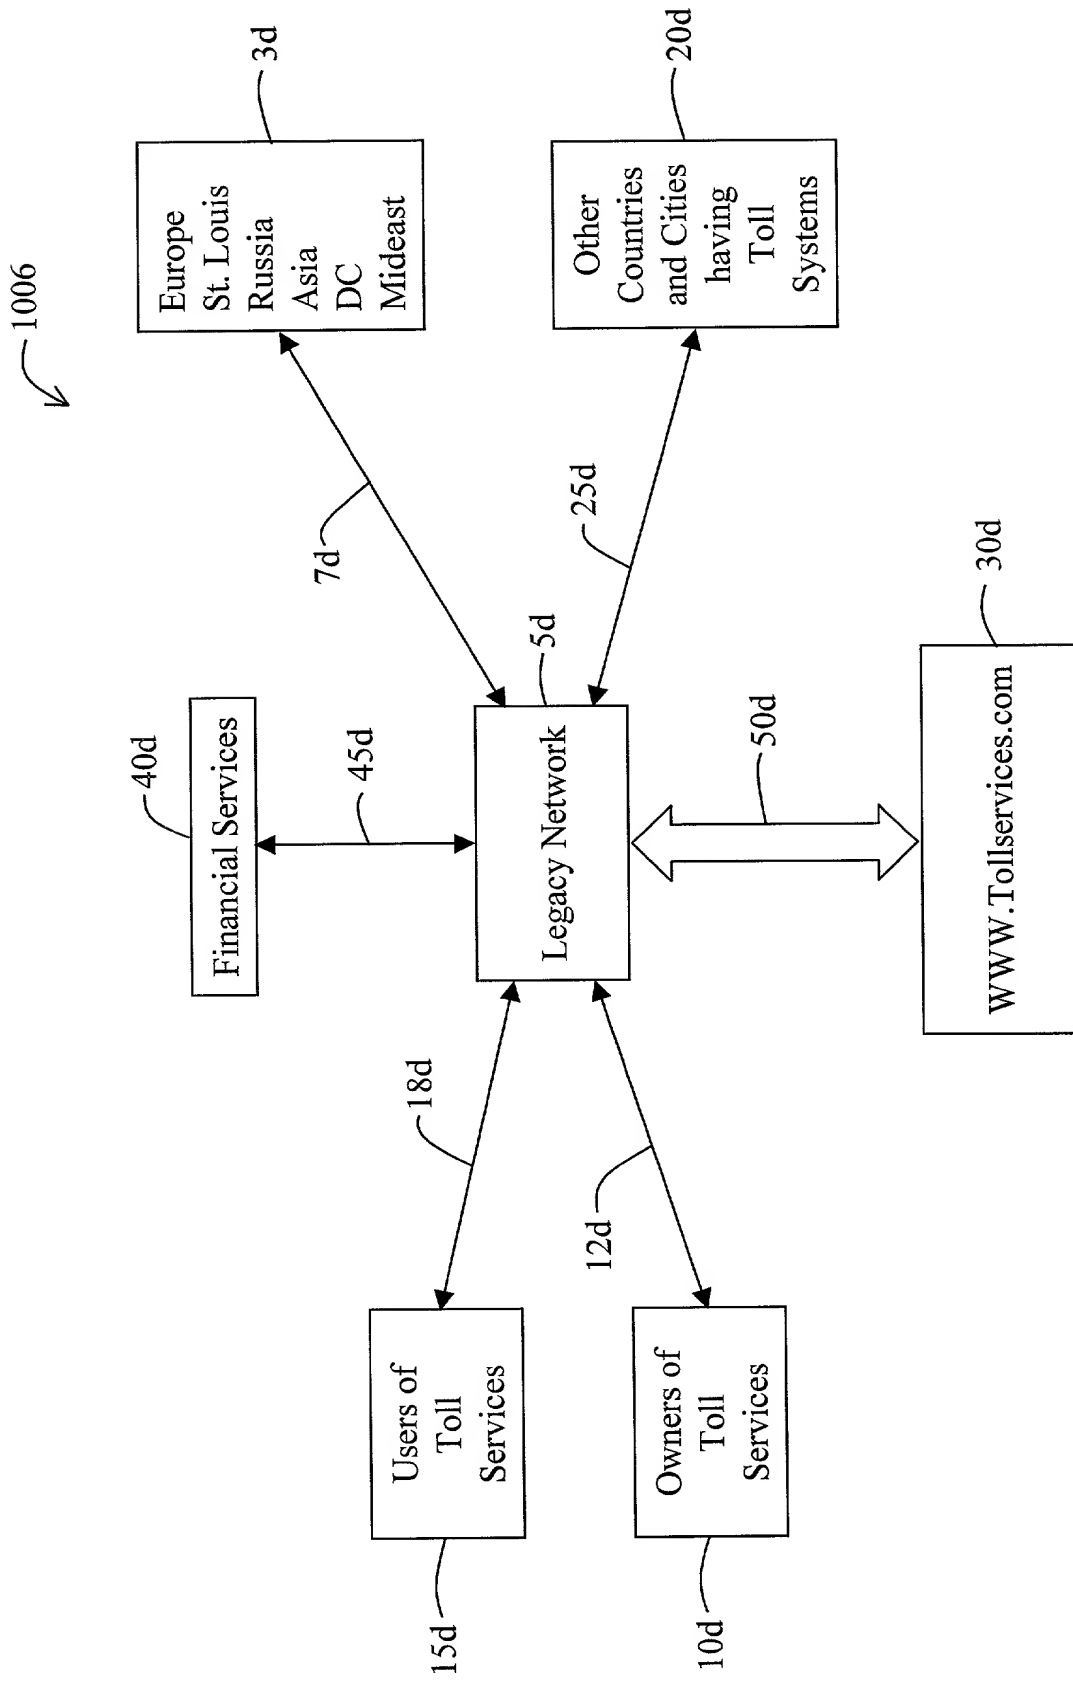 1006
40d
Financial Services
45d
Europe
St. Louis
Russia
Asia
DC
Mideast
3d
7d
18d
Users of
Toll
Services
15d
5d
Legacy Network
25d
Other
Countries
and Cities
having
Toll
Systems
20d
12d
Owners of
Toll
Services
10d
50d
WWW.Tollservices.com
30d